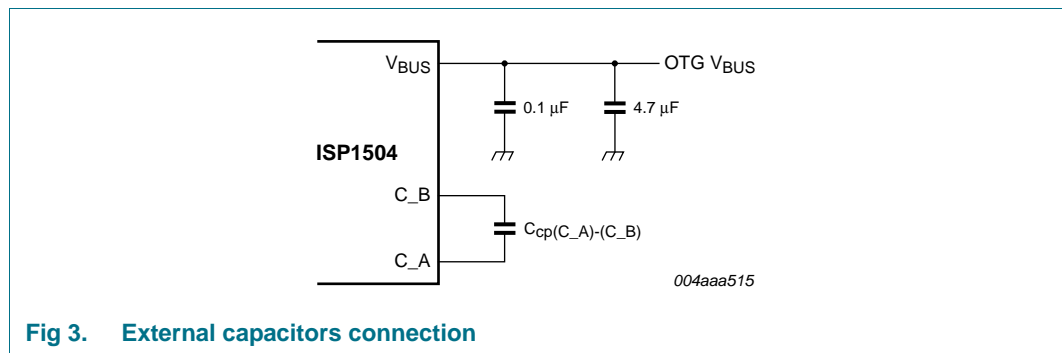 VBUS
OTG VBUS
0.1 μF
4.7 μF
ISP1504
C_B
Ccp(C_A)-(C_B)
C_A
004aaa515
Fig 3. External capacitors connection